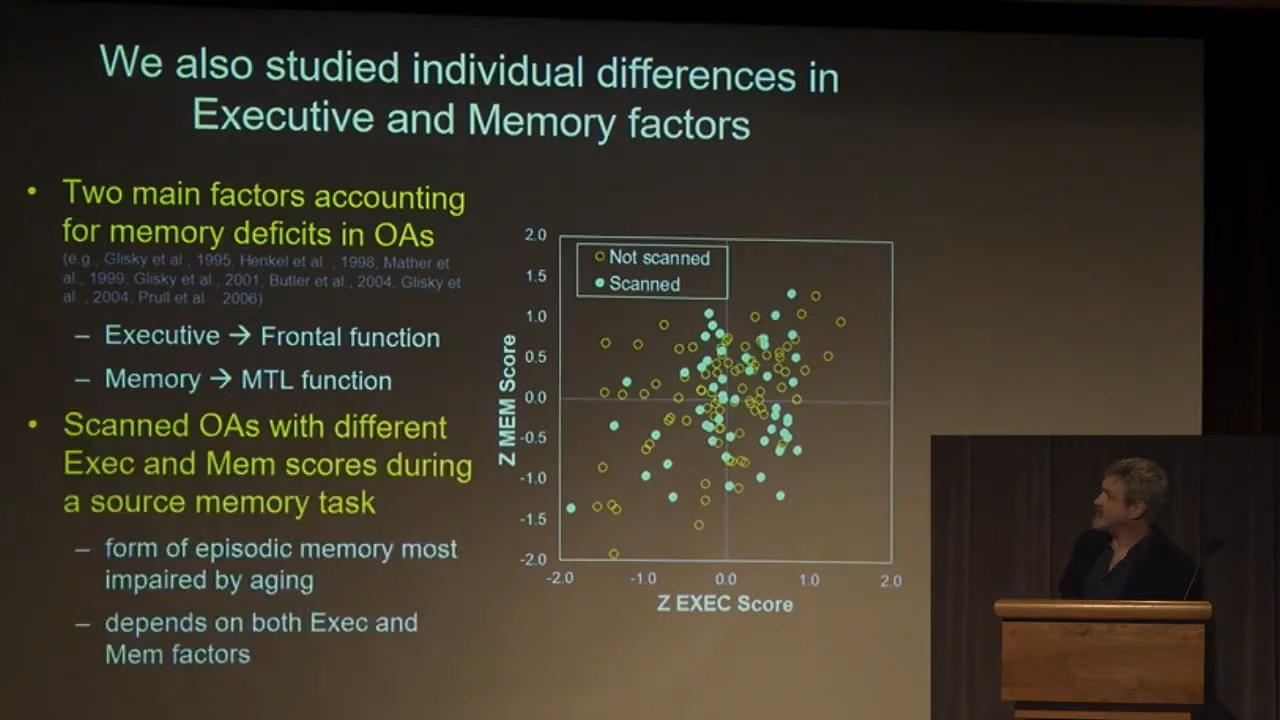 We also studied individual differences in
Executive and Memory factors
• Two main factors accounting
for memory deficits in OAs
(e.g., Glisky et al., 1995, Henkel et al., 1998, Mather et
al., 1999, Glisky et al., 2001, Butler et al., 2004. Glisky et
al., 2004. Prull et al., 2006)
– Executive → Frontal function
– Memory → MTL function
• Scanned OAs with different
Exec and Mem scores during
a source memory task
– form of episodic memory most
impaired by aging
– depends on both Exec and
Mem factors
Not scanned
Scanned
Z MEM Score
2.0
1.5
1.0
0.5
0.0
-0.5
-1.0
-1.5
-2.0
-2.0 -1.0 0.0 1.0 2.0
Z EXEC Score